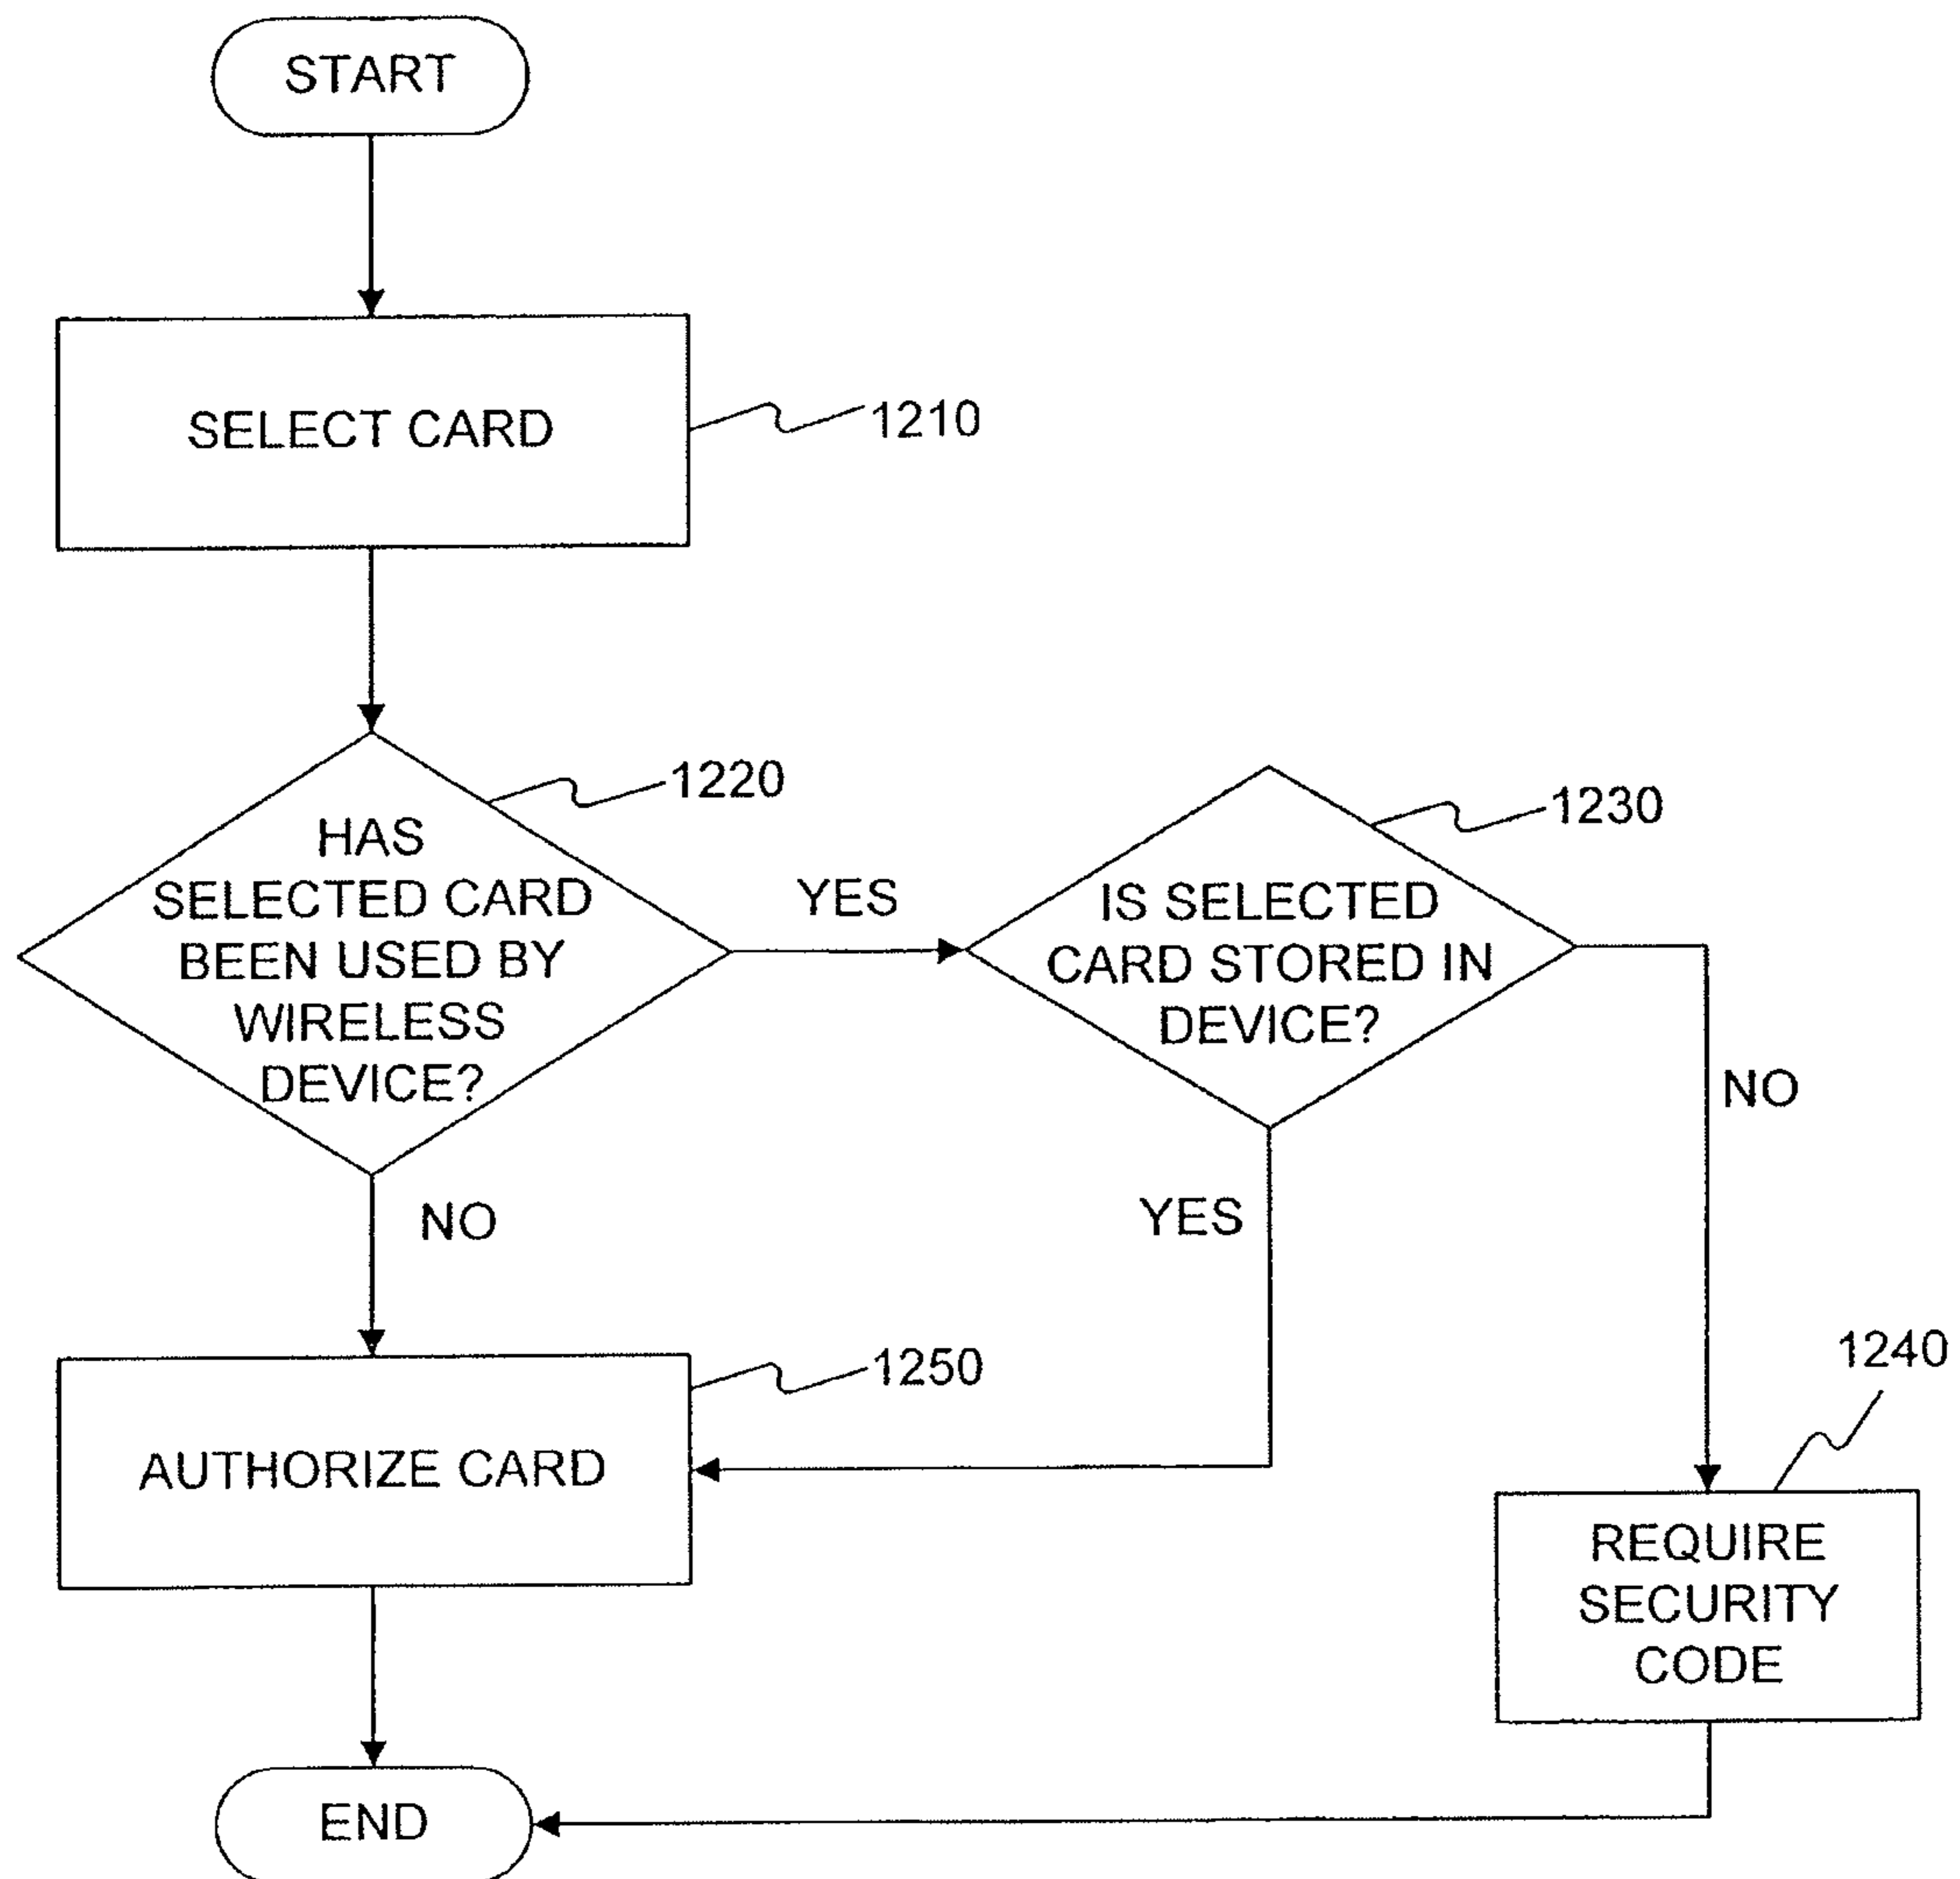 START
SELECT CARD
1210
1220
HAS
SELECTED CARD
BEEN USED BY
WIRELESS
DEVICE?
YES
1230
IS SELECTED
CARD STORED IN
DEVICE?
NO
YES
NO
1250
AUTHORIZE CARD
1240
REQUIRE
SECURITY
CODE
END